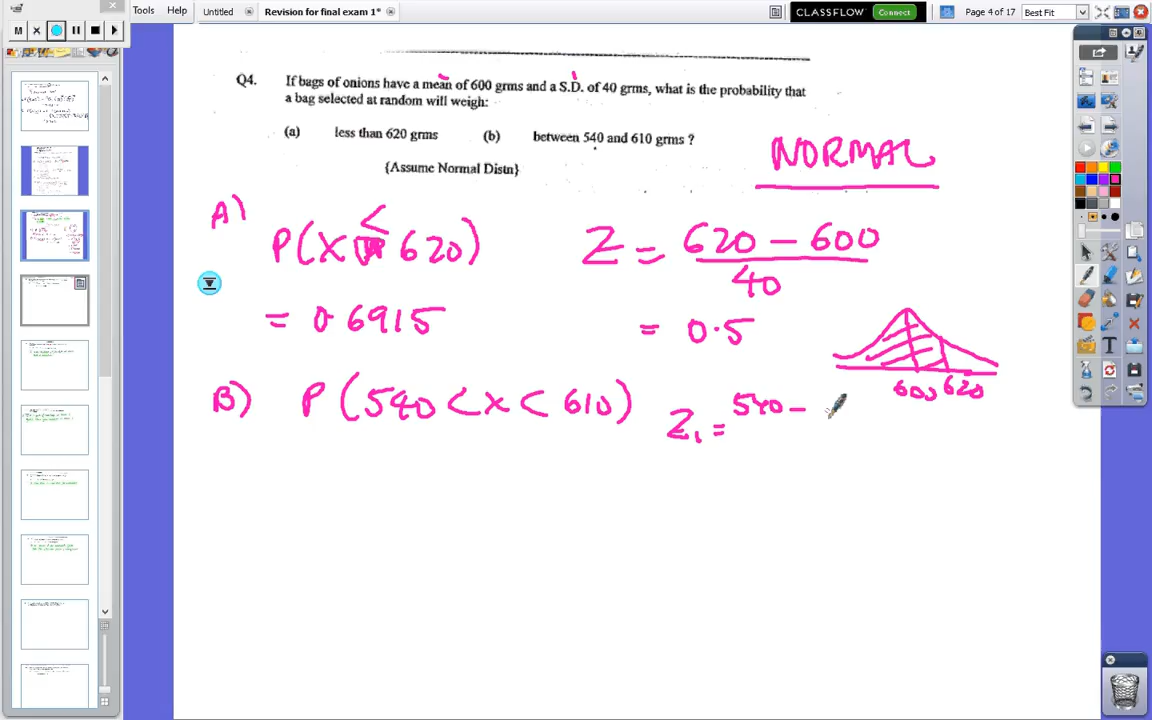 Tools Help Untitled Revision for final exam 1* CLASSFLOW Connect Page 4 of 17 Best Fit
M
Q4. If bags of onions have a mean of 600 grms and a S.D. of 40 grms, what is the probability that
a bag selected at random will weigh:
(a) less than 620 grms (b) between 540 and 610 grms ?
{Assume Normal Distn}
NORMAL
A)
P(X < 620) Z = 620 - 600
40
= 0.6915 = 0.5
600 620
B) P(540 < X < 610) Z1 = 540 -